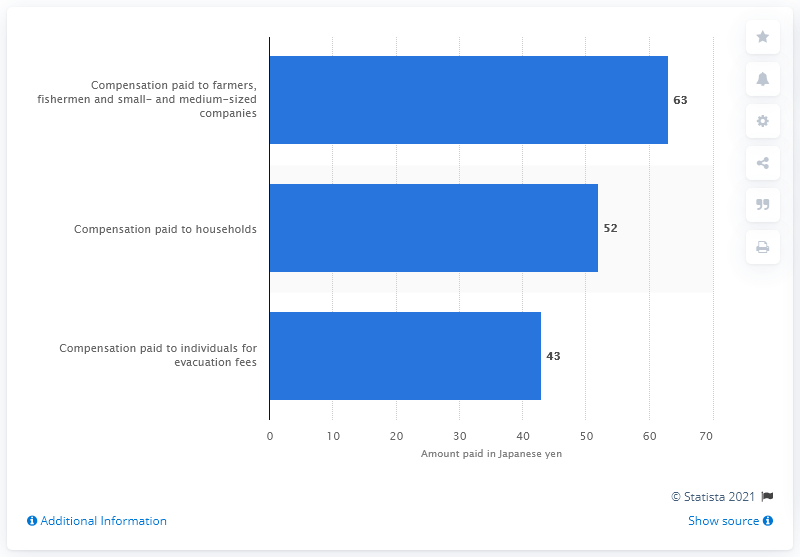 Compensation paid to farmers,
fishermen and small- and medium-sized
companies
63
Compensation paid to households
52
Compensation paid to individuals for
evacuation fees
43
0 10 20 30 40 50 60 70
Amount paid in Japanese yen
© Statista 2021
Additional Information
Show source